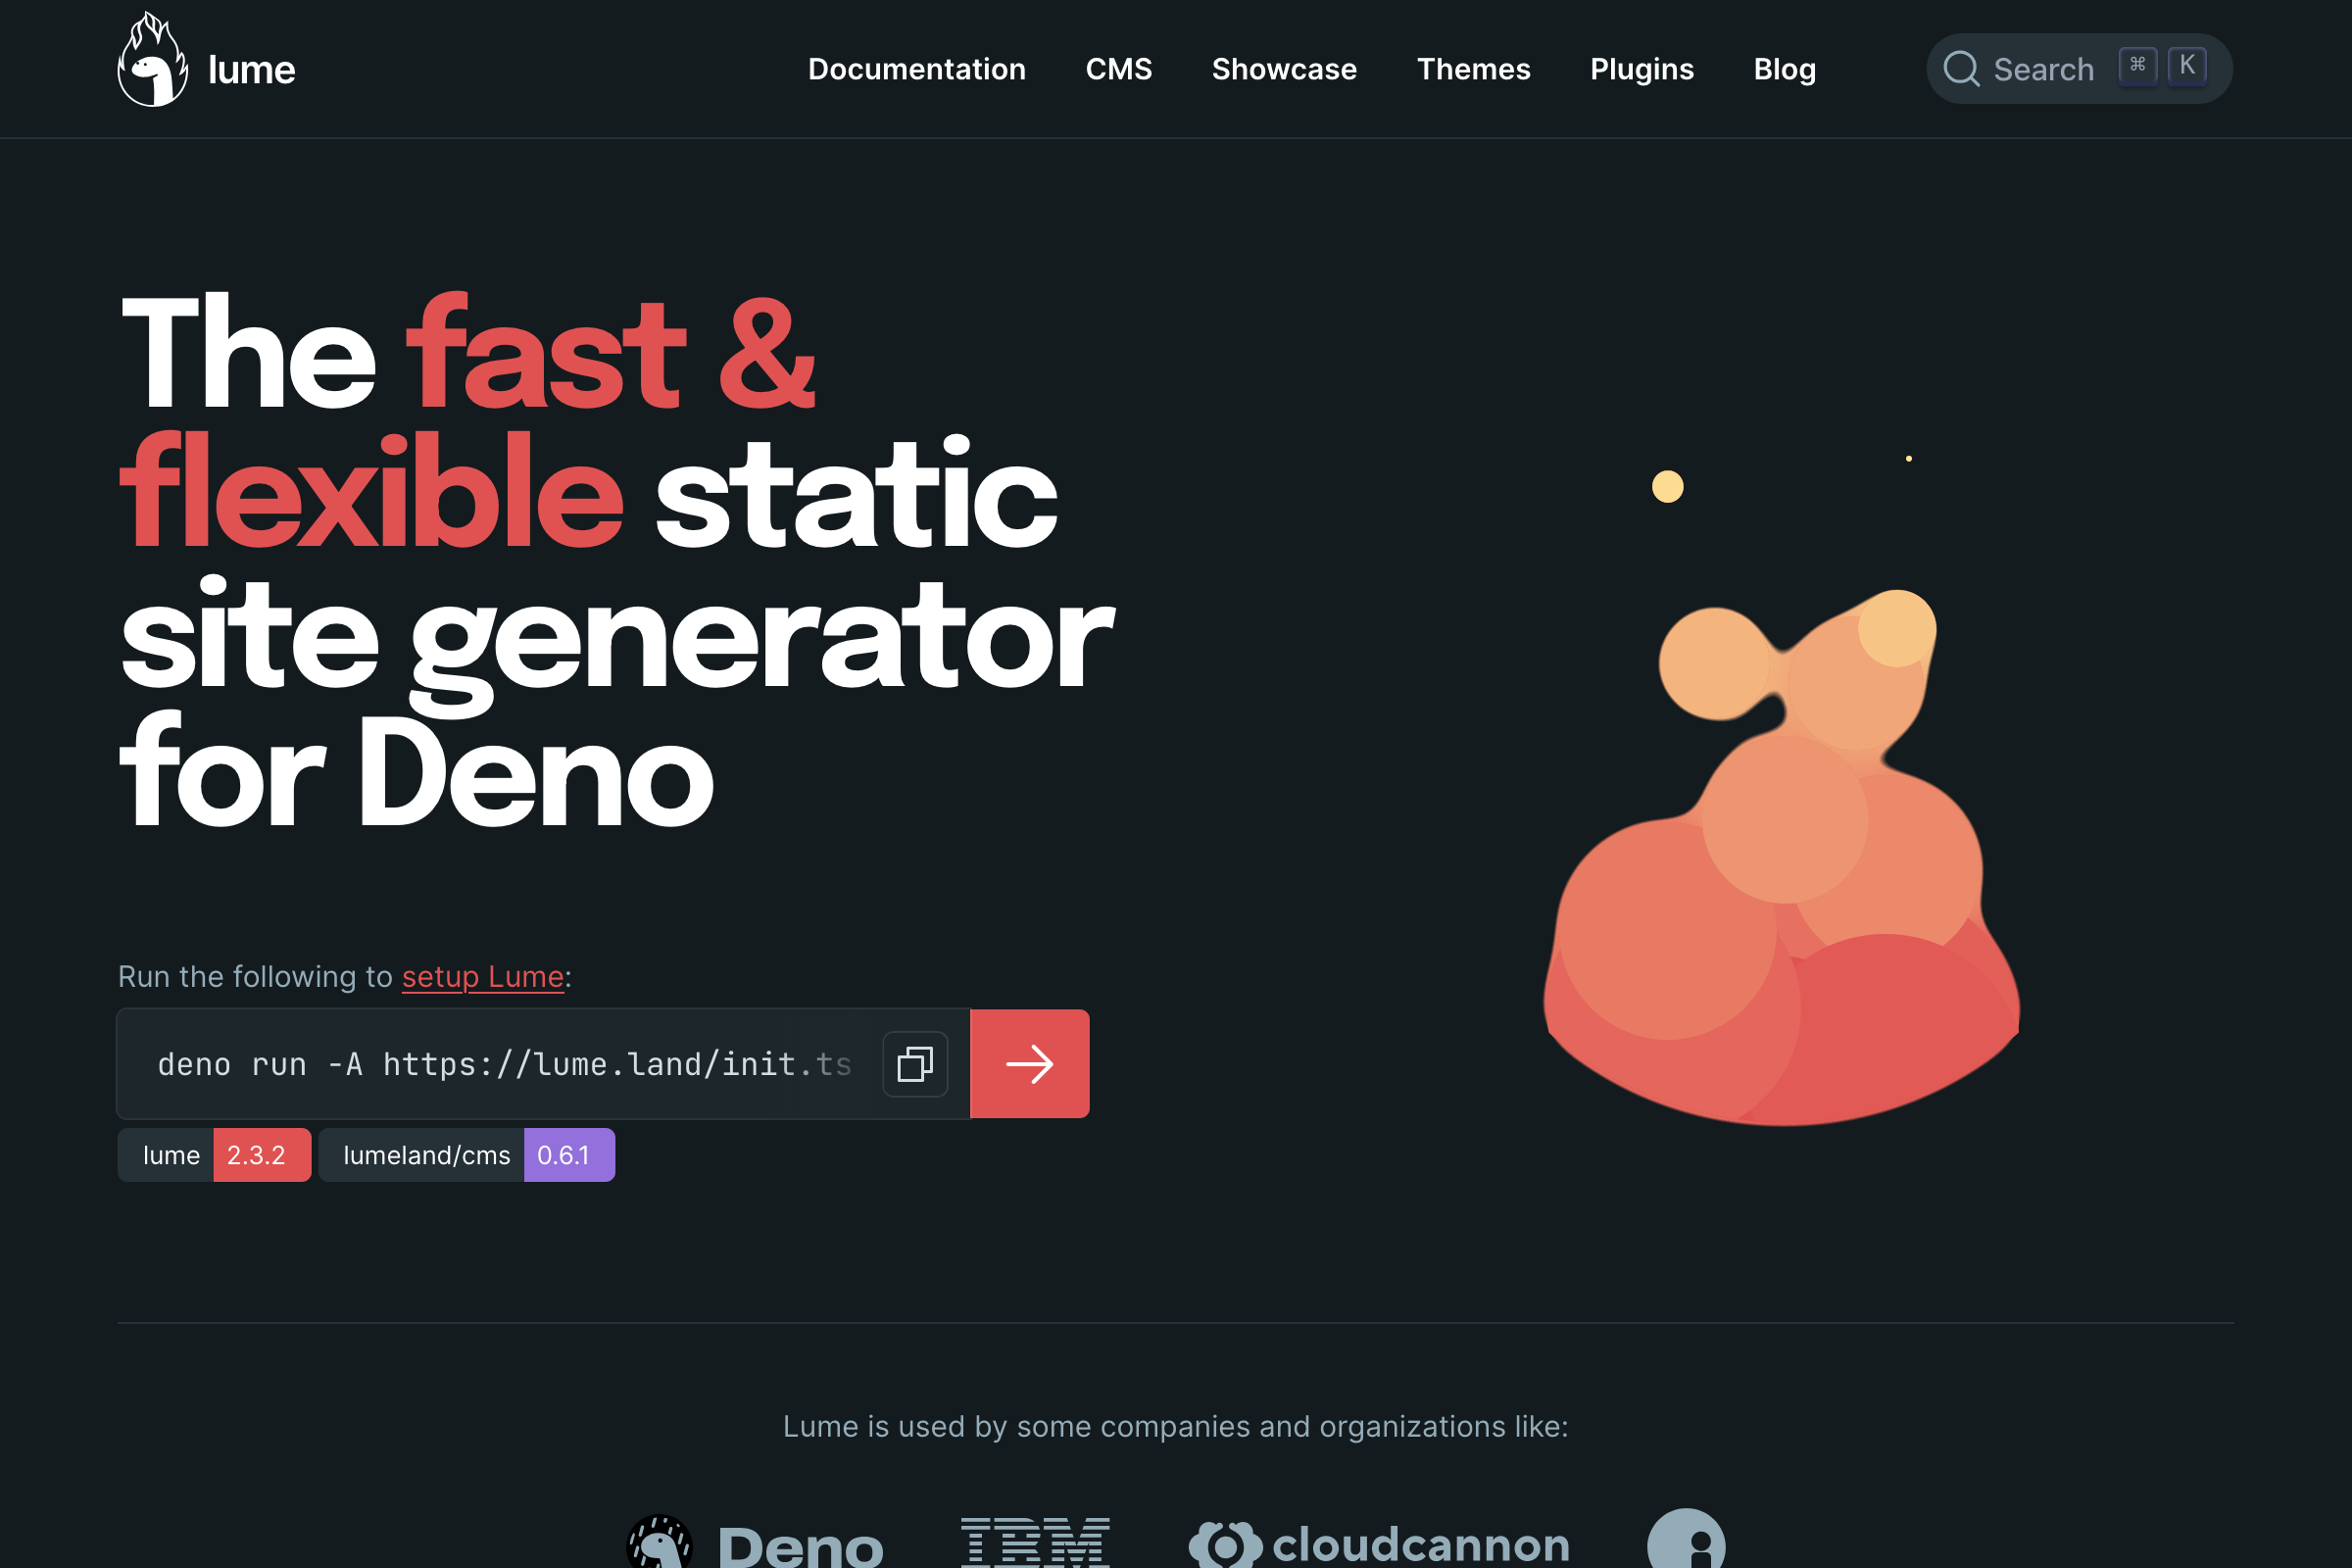 lume
Documentation CMS Showcase Themes Plugins Blog Search ⌘ K
The fast &
flexible static
site generator
for Deno
Run the following to setup Lume:
deno run -A https://lume.land/init.ts
lume 2.3.2 lumeland/cms 0.6.1
Lume is used by some companies and organizations like:
Deno IBM cloudcannon